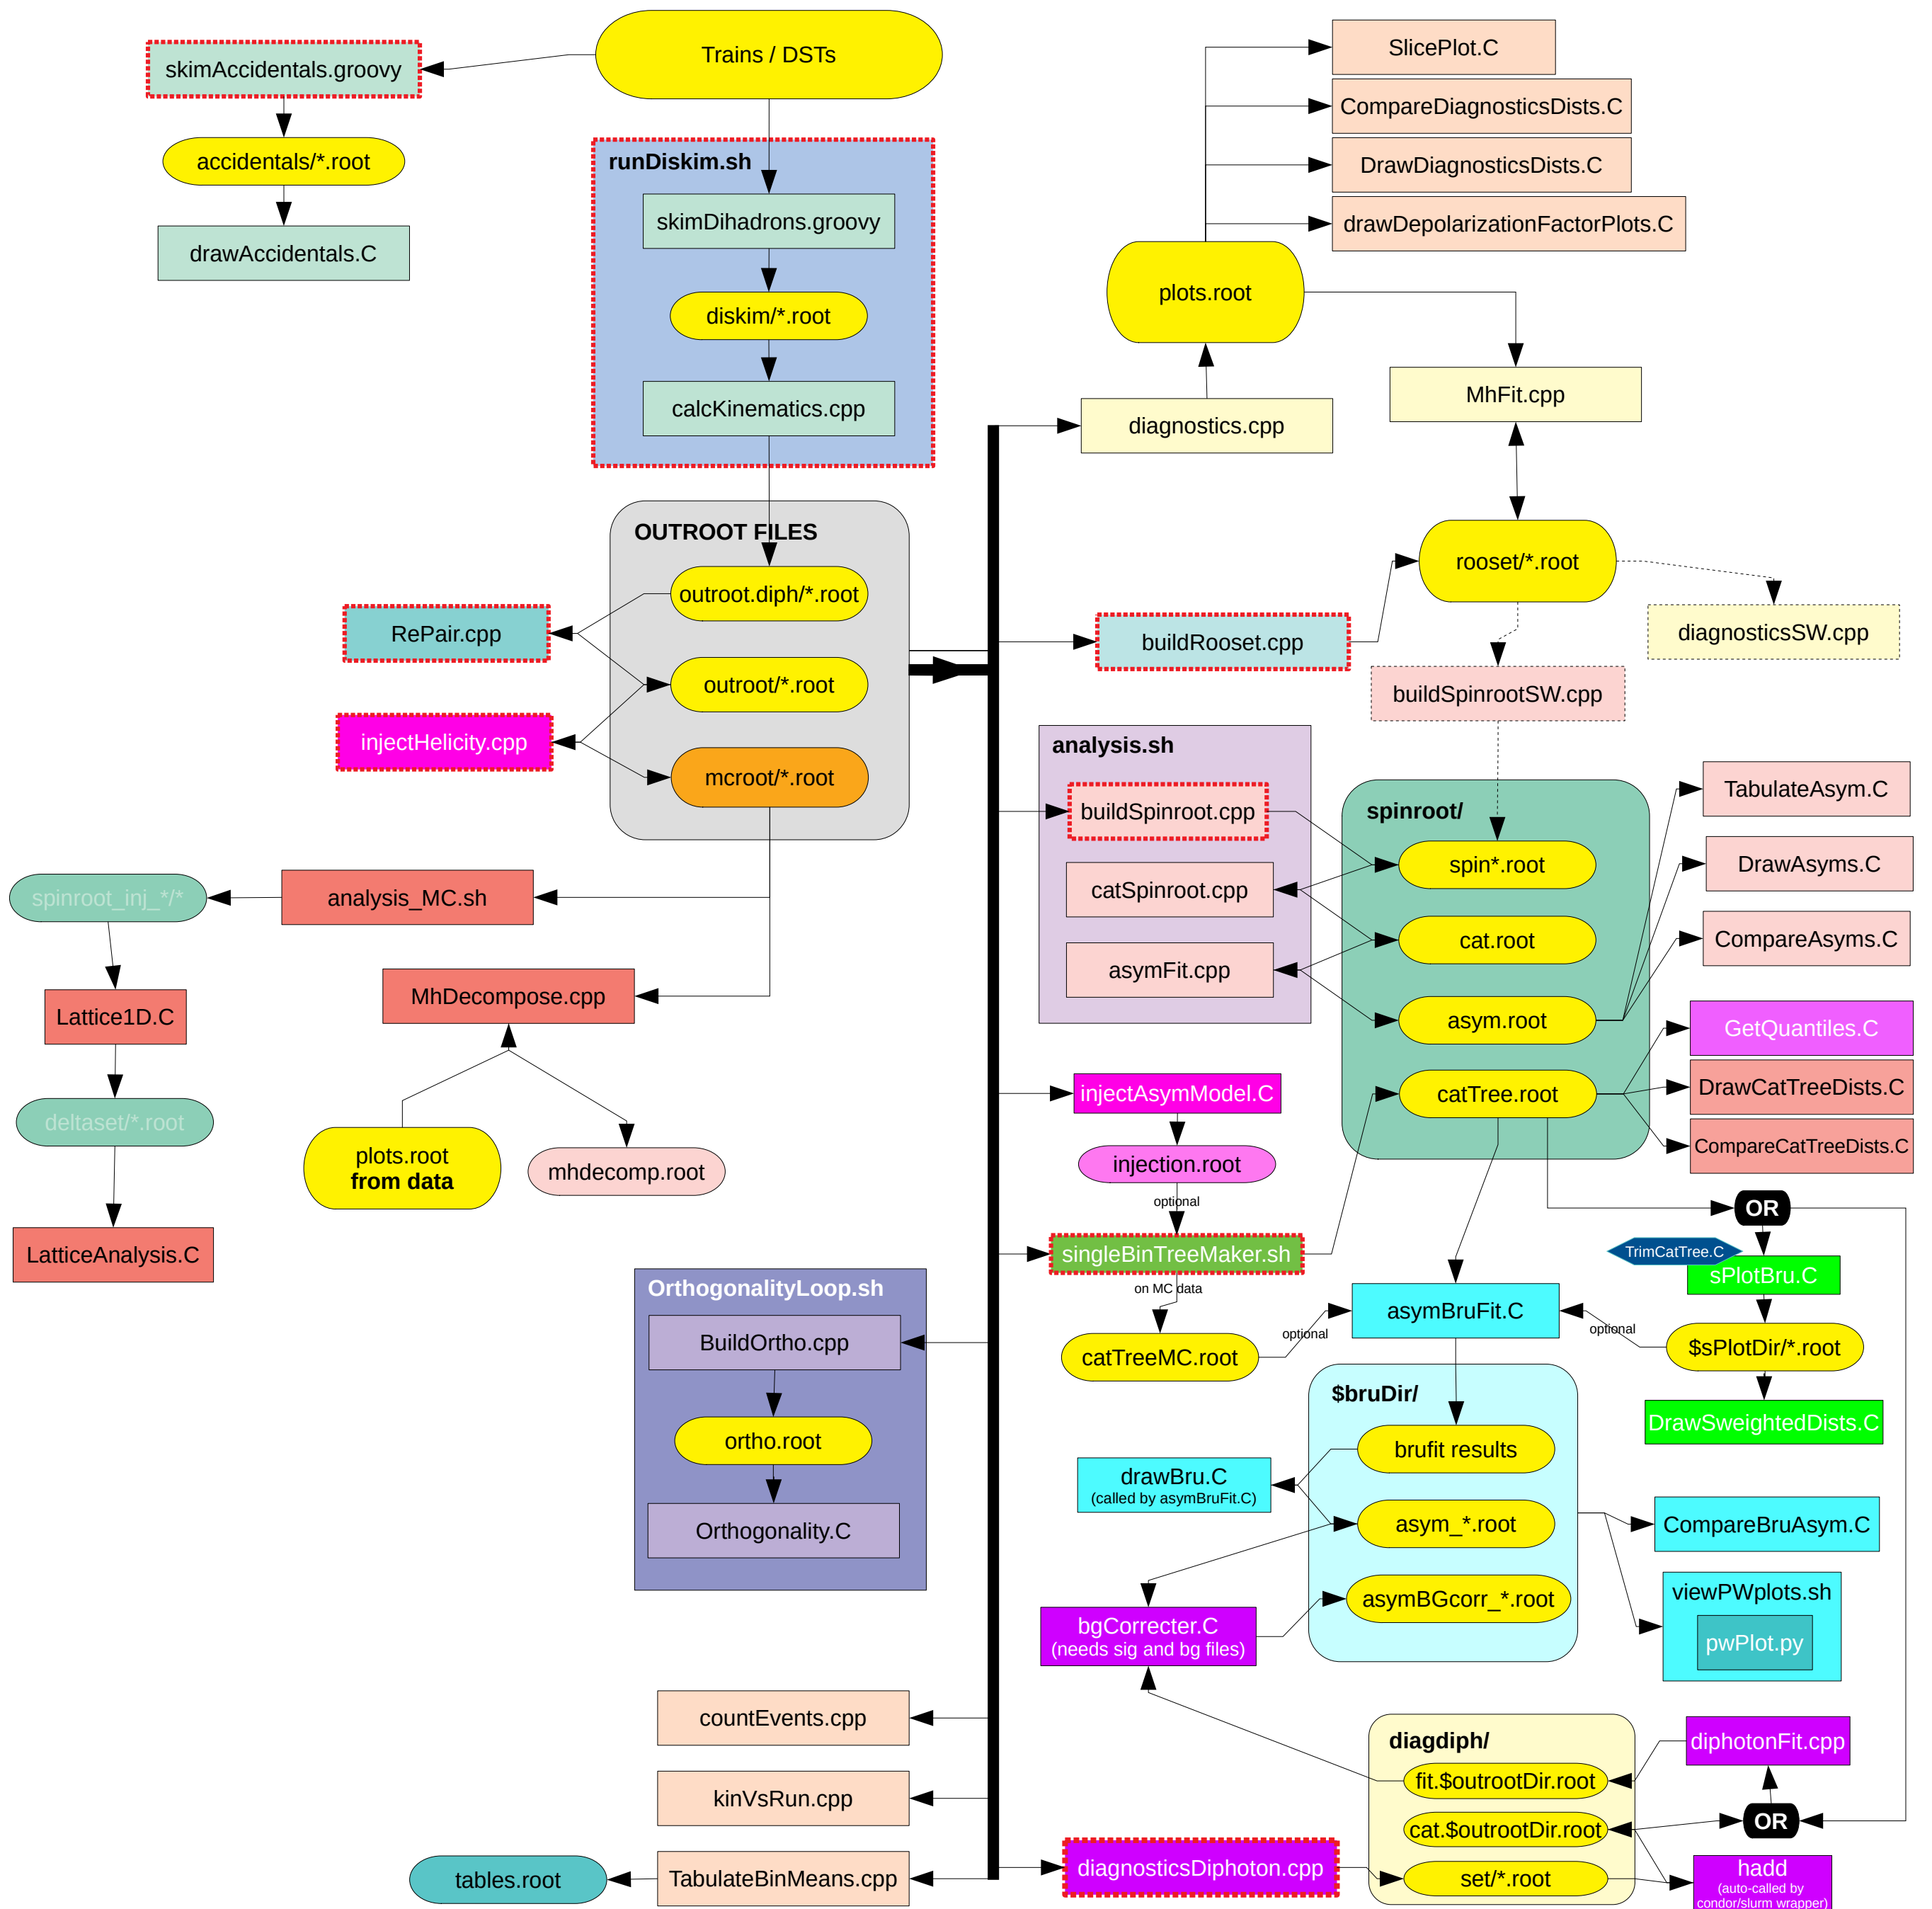 Trains / DSTs
skimAccidentals.groovy
accidentals/*.root
drawAccidentals.C
runDiskim.sh
skimDihadrons.groovy
diskim/*.root
calcKinematics.cpp
OUTROOT FILES
outroot.diph/*.root
outroot/*.root
mcroot/*.root
RePair.cpp
injectHelicity.cpp
spinroot_inj_*/*
analysis_MC.sh
Lattice1D.C
deltaset/*.root
LatticeAnalysis.C
MhDecompose.cpp
plots.root
from data
mhdecomp.root
OrthogonalityLoop.sh
BuildOrtho.cpp
ortho.root
Orthogonality.C
countEvents.cpp
kinVsRun.cpp
TabulateBinMeans.cpp
tables.root
SlicePlot.C
CompareDiagnosticsDists.C
DrawDiagnosticsDists.C
drawDepolarizationFactorPlots.C
plots.root
MhFit.cpp
diagnostics.cpp
rooset/*.root
buildRooset.cpp
diagnosticsSW.cpp
buildSpinrootSW.cpp
analysis.sh
buildSpinroot.cpp
catSpinroot.cpp
asymFit.cpp
spinroot/
spin*.root
cat.root
asym.root
catTree.root
TabulateAsym.C
DrawAsyms.C
CompareAsyms.C
GetQuantiles.C
DrawCatTreeDists.C
CompareCatTreeDists.C
injectAsymModel.C
injection.root
optional
singleBinTreeMaker.sh
on MC data
catTreeMC.root
optional
asymBruFit.C
optional
OR
TrimCatTree.C
sPlotBru.C
$sPlotDir/*.root
DrawSweightedDists.C
$bruDir/
brufit results
asym_*.root
asymBGcorr_*.root
drawBru.C
(called by asymBruFit.C)
bgCorrecter.C
(needs sig and bg files)
CompareBruAsym.C
viewPWplots.sh
pwPlot.py
diagdiph/
fit.$outrootDir.root
cat.$outrootDir.root
set/*.root
diphotonFit.cpp
OR
hadd
(auto-called by
condor/slurm wrapper)
diagnosticsDiphoton.cpp